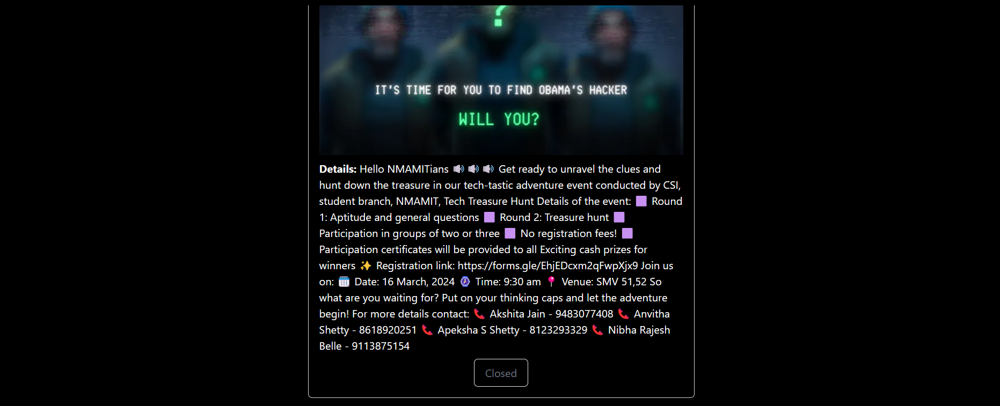 ?
IT'S TIME FOR YOU TO FIND OBAMA'S HACKER
WILL YOU?
Details: Hello NMAMITians 🔊 🔊 🔊 Get ready to unravel the clues and
hunt down the treasure in our tech-tastic adventure event conducted by CSI,
student branch, NMAMIT, Tech Treasure Hunt Details of the event: 🟪 Round
1: Aptitude and general questions 🟪 Round 2: Treasure hunt 🟪
Participation in groups of two or three 🟪 No registration fees! 🟪
Participation certificates will be provided to all Exciting cash prizes for
winners ✨ Registration link: https://forms.gle/EhjEDcxm2qFwpXjx9 Join us
on: 🗓️ Date: 16 March, 2024 ⌚ Time: 9:30 am 📍 Venue: SMV 51,52 So
what are you waiting for? Put on your thinking caps and let the adventure
begin! For more details contact: 📞 Akshita Jain - 9483077408 📞 Anvitha
Shetty - 8618920251 📞 Apeksha S Shetty - 8123293329 📞 Nibha Rajesh
Belle - 9113875154
Closed